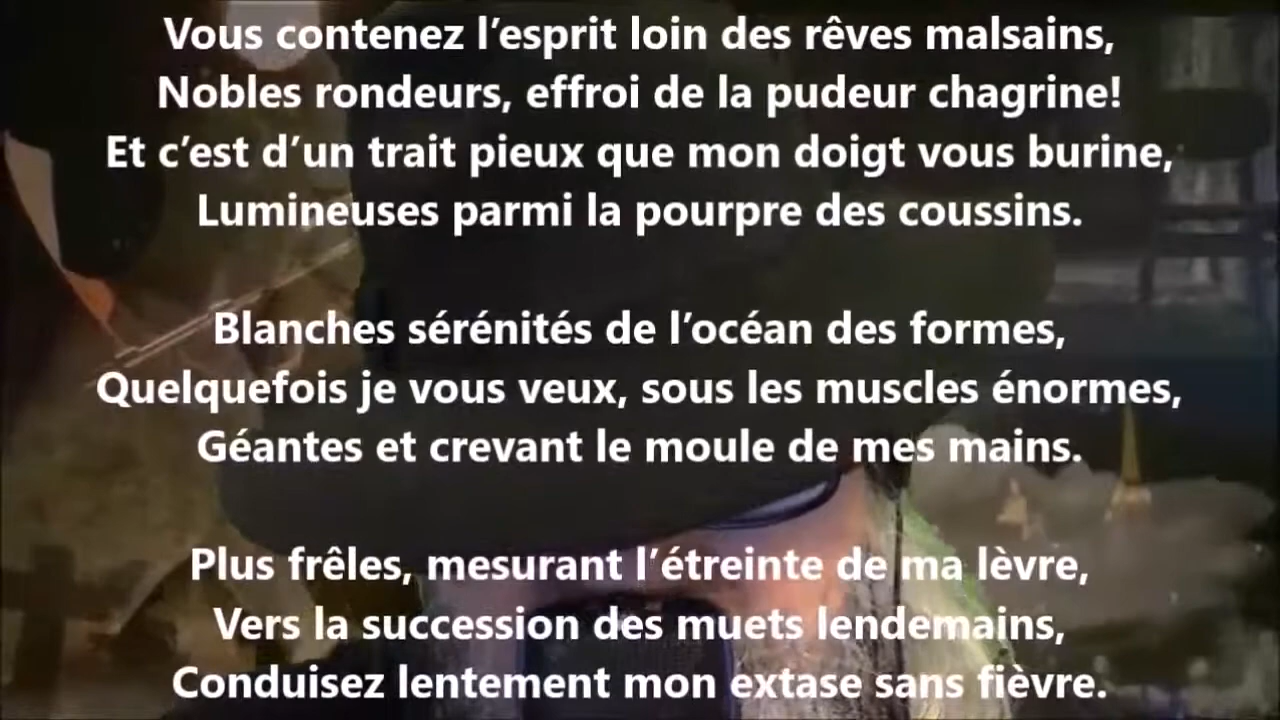 Vous contenez l’esprit loin des rêves malsains,
Nobles rondeurs, effroi de la pudeur chagrine!
Et c’est d’un trait pieux que mon doigt vous burine,
Lumineuses parmi la pourpre des coussins.
Blanches sérénités de l’océan des formes,
Quelquefois je vous veux, sous les muscles énormes,
Géantes et crevant le moule de mes mains.
Plus frêles, mesurant l’étreinte de ma lèvre,
Vers la succession des muets lendemains,
Conduisez lentement mon extase sans fièvre.